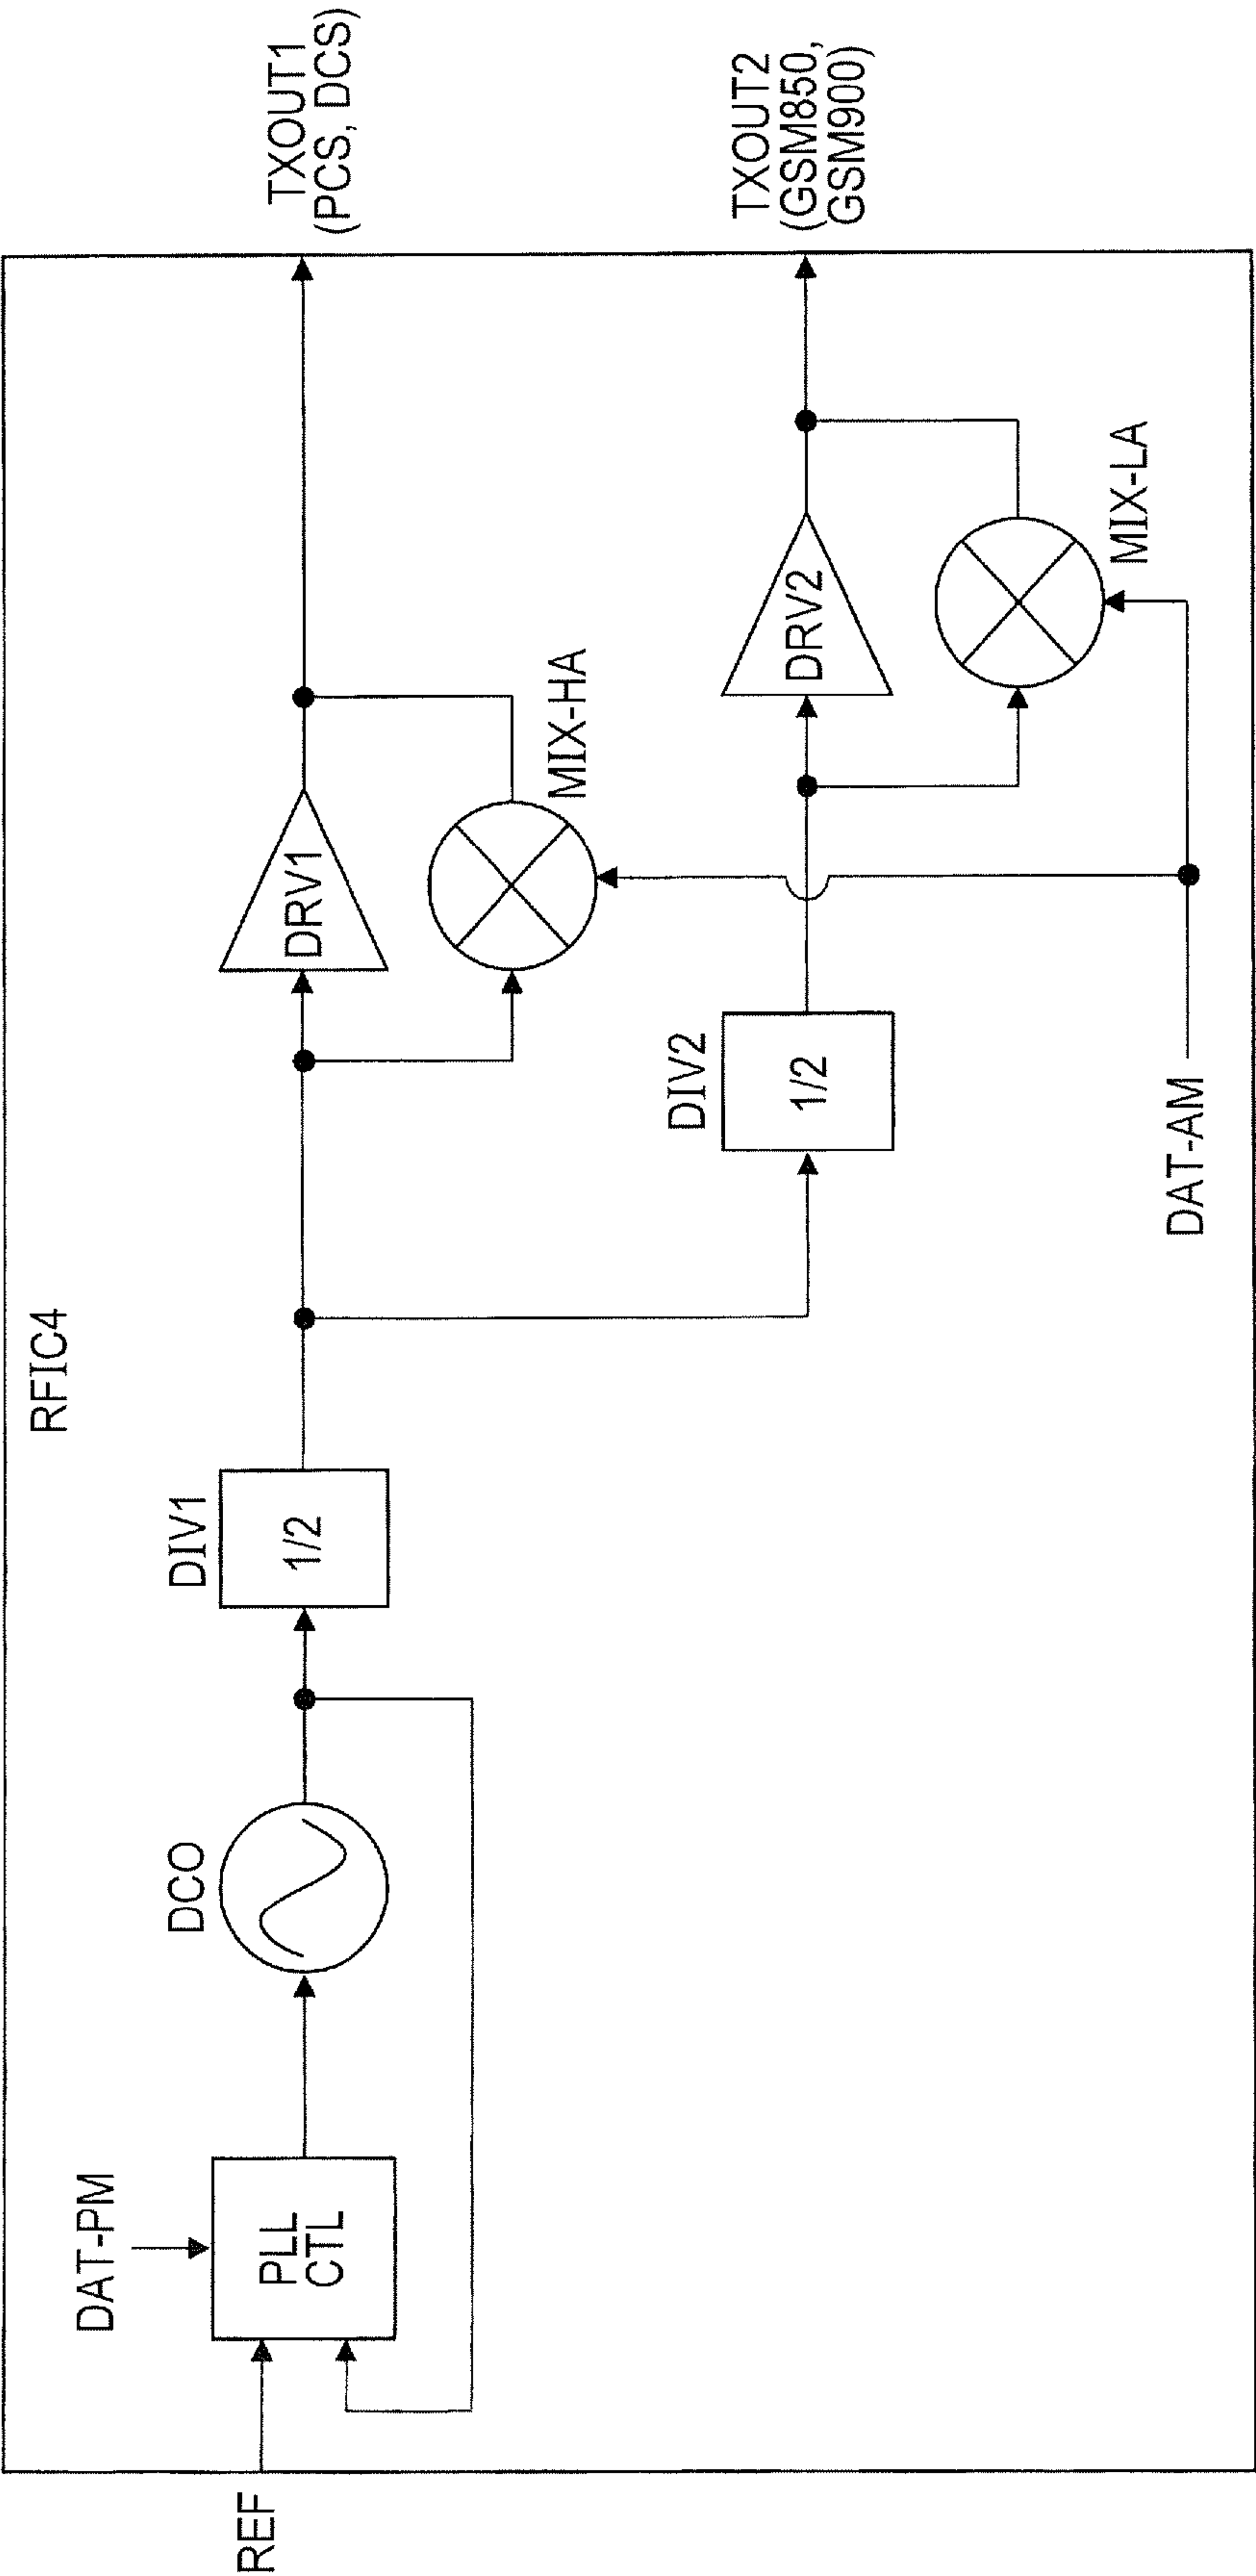 RFIC4
REF
DAT-PM
PLL
CTL
DCO
DIV1
1/2
DRV1
MIX-HA
TXOUT1
(PCS, DCS)
DIV2
1/2
DRV2
MIX-LA
TXOUT2
(GSM850,
GSM900)
DAT-AM